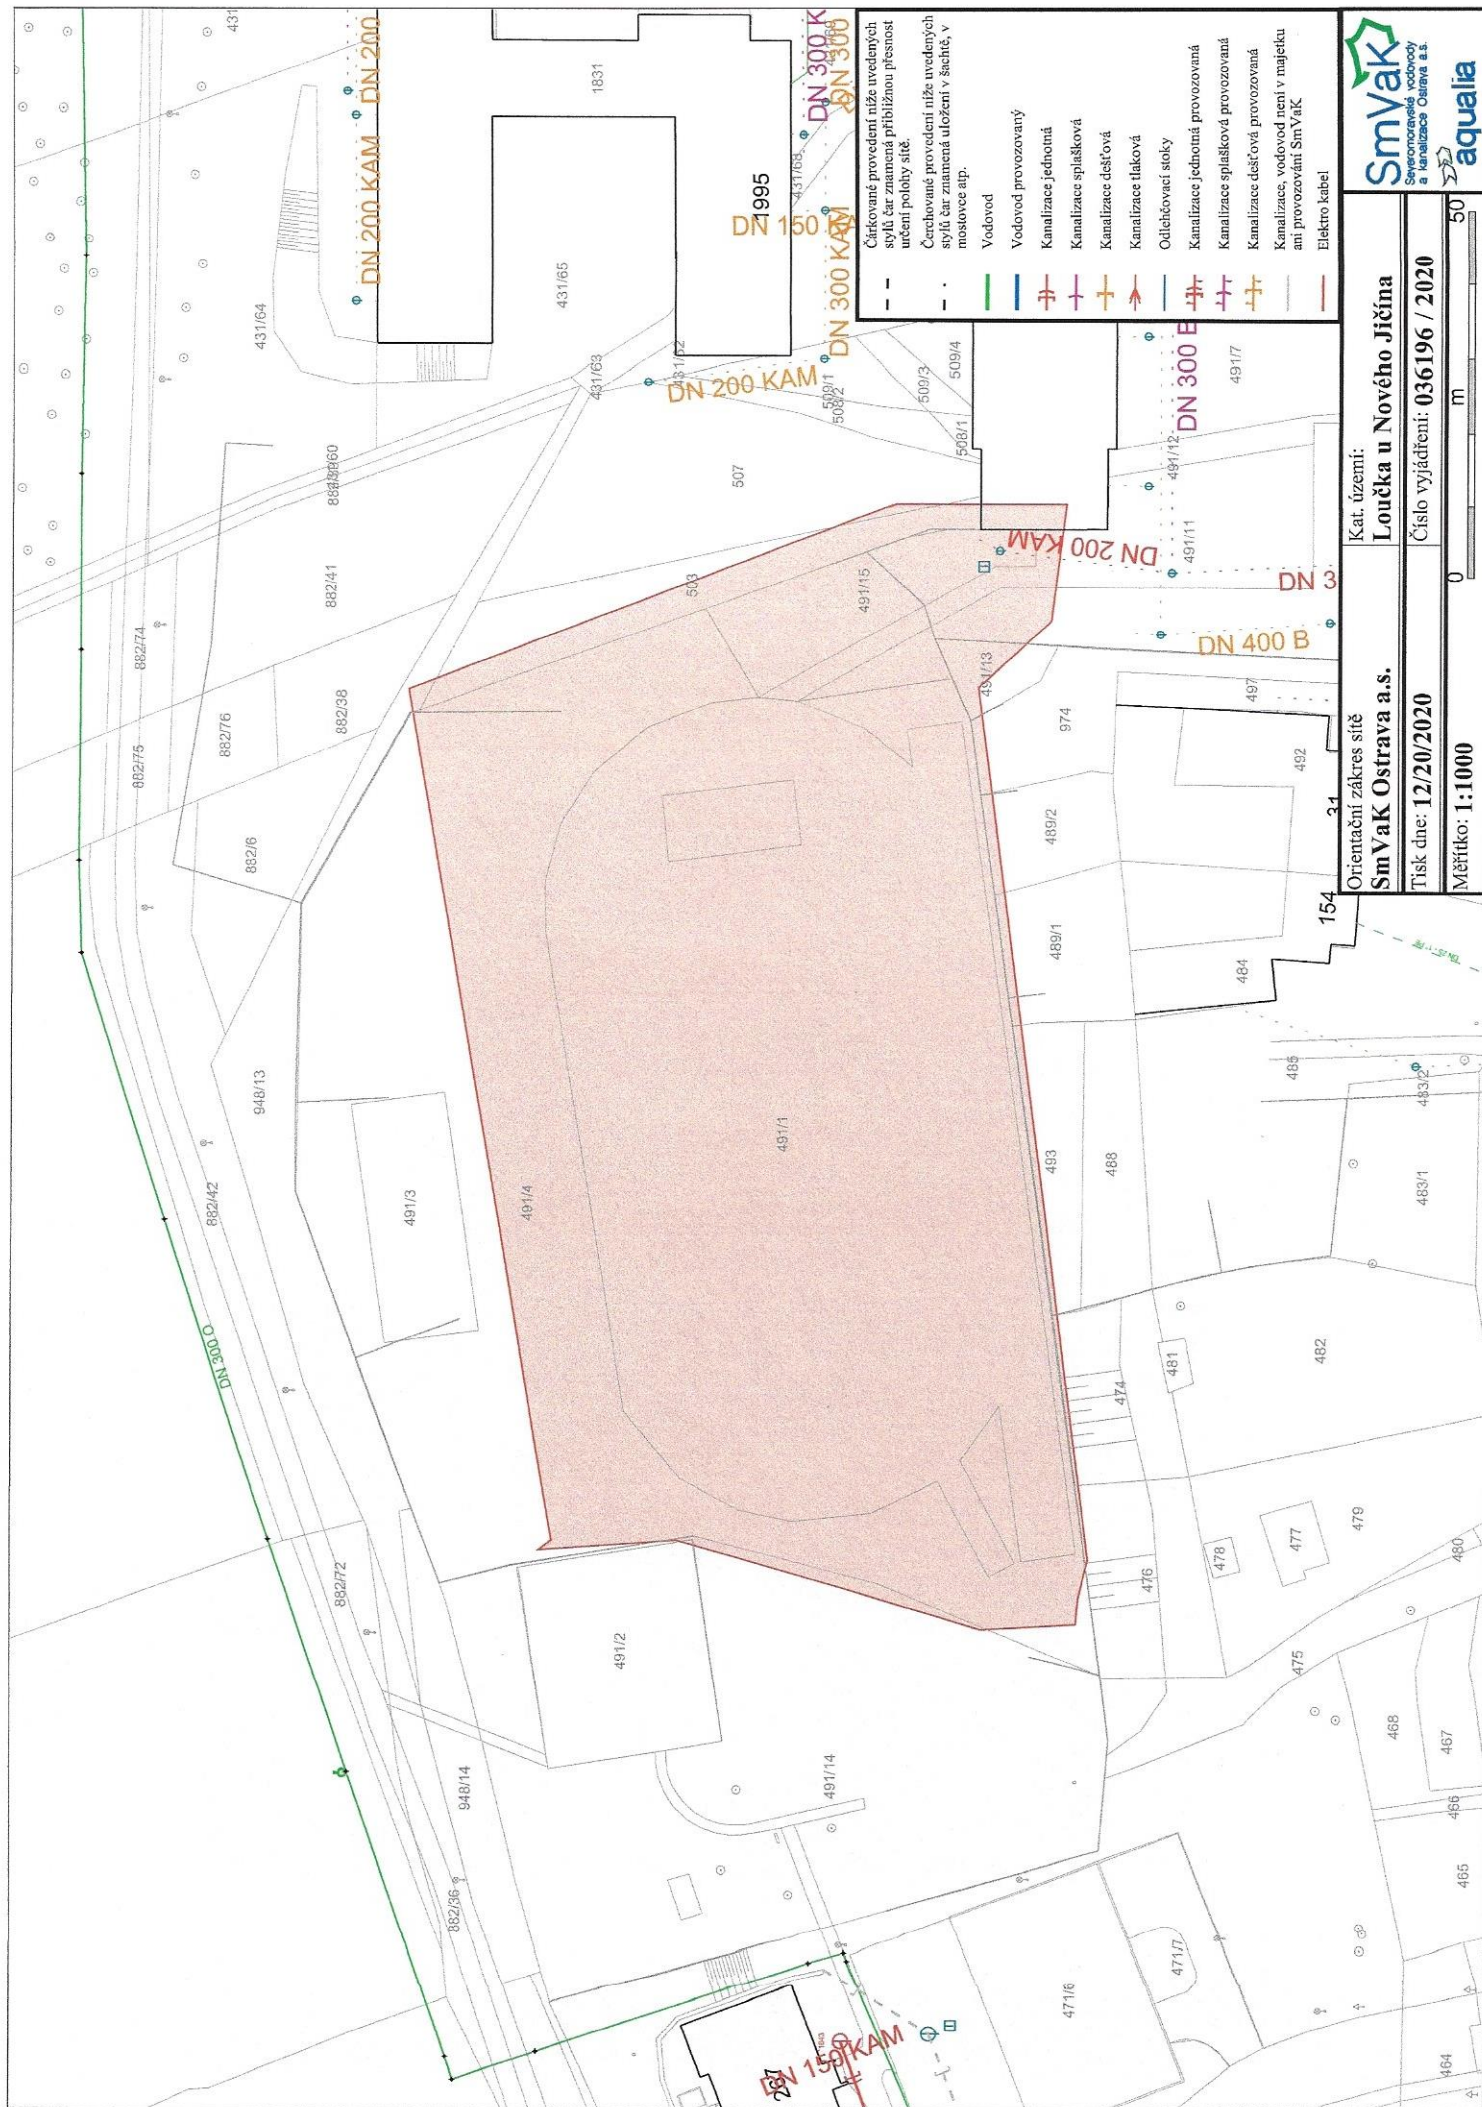 Čárkované provedení níže uvedených
stylů čar znamená přibližnou přesnost
určení polohy sítě.
Čerchované provedení níže uvedených
stylů čar znamená uložení v šachtě, v
mostovce atp.
Vodovod
Vodovod provozovaný
Kanalizace jednotná
Kanalizace splašková
Kanalizace dešťová
Kanalizace tlaková
Odlehčovací stoky
Kanalizace jednotná provozovaná
Kanalizace splašková provozovaná
Kanalizace dešťová provozovaná
Kanalizace, vodovod není v majetku
ani provozování SmVaK
Elektro kabel
Orientační zákres sítě
SmVaK Ostrava a.s.
Kat. území:
Loučka u Nového Jičína
Tisk dne: 12/20/2020
Číslo vyjádření: 036196 / 2020
Měřítko: 1:1000
0
m
50
SmVaK
Severomoravské vodovody
a kanalizace Ostrava a.s.
aqualia
DN 200 KAM
DN 200
DN 300 K
DN 300
DN 150
DN 300 KAM
DN 200 KAM
DN 300 B
DN 200 KAM
DN 3
DN 400 B
DN 300 O
DN 150 KAM
431
1831
1995
431/68
431/65
431/64
431/63
431/62
509/1
508/2
509/3
509/4
508/1
507
503
491/7
491/12
491/11
491/15
491/13
882/41
882/74
882/38
882/76
882/75
882/6
948/13
882/42
491/3
491/4
491/1
974
497
492
31
489/2
489/1
154
484
485
483/2
483/1
493
488
482
481
474
476
478
477
479
480
475
468
467
466
465
464
471/6
471/7
491/2
491/14
882/72
948/14
882/36
267